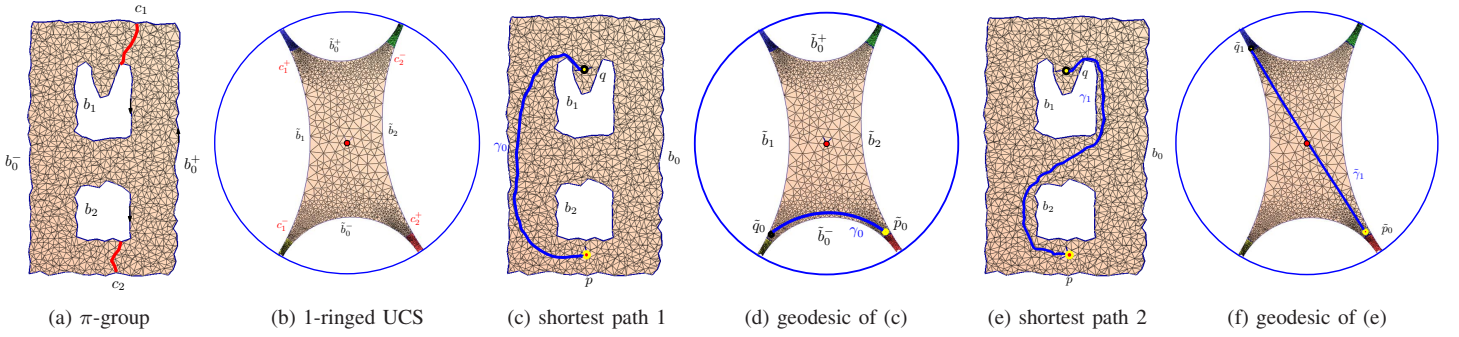 c₁
b₁
b₀⁻
b₀⁺
b₂
c₂
(a) π-group
b̃₀⁺
c₁⁺
c₂⁻
b̃₁
b̃₂
c₁⁻
c₂⁺
b̃₀⁻
(b) 1-ringed UCS
q
b₁
γ₀
b₀
b₂
p
(c) shortest path 1
b̃₀⁺
b̃₁
b̃₂
q̃₀
p̃₀
γ̃₀
b̃₀⁻
(d) geodesic of (c)
q
b₁
γ₁
b₀
b₂
p
(e) shortest path 2
q̃₁
γ̃₁
p̃₀
(f) geodesic of (e)